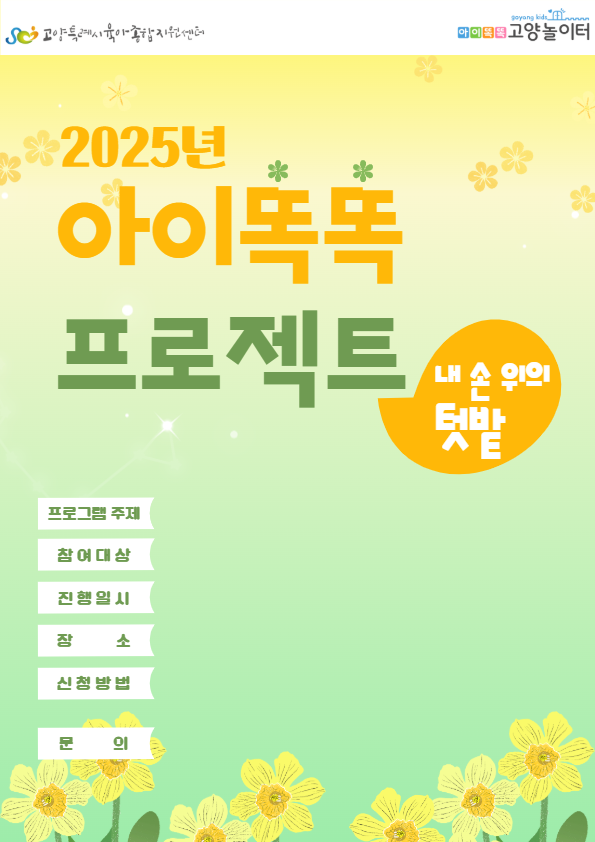 고양특례시육아종합지원센터
goyang kids
아이똑똑 고양놀이터
2025년
아이똑똑
프로젝트
내 손 위의
텃밭
프로그램 주제
참여대상
진행일시
장 소
신청방법
문 의